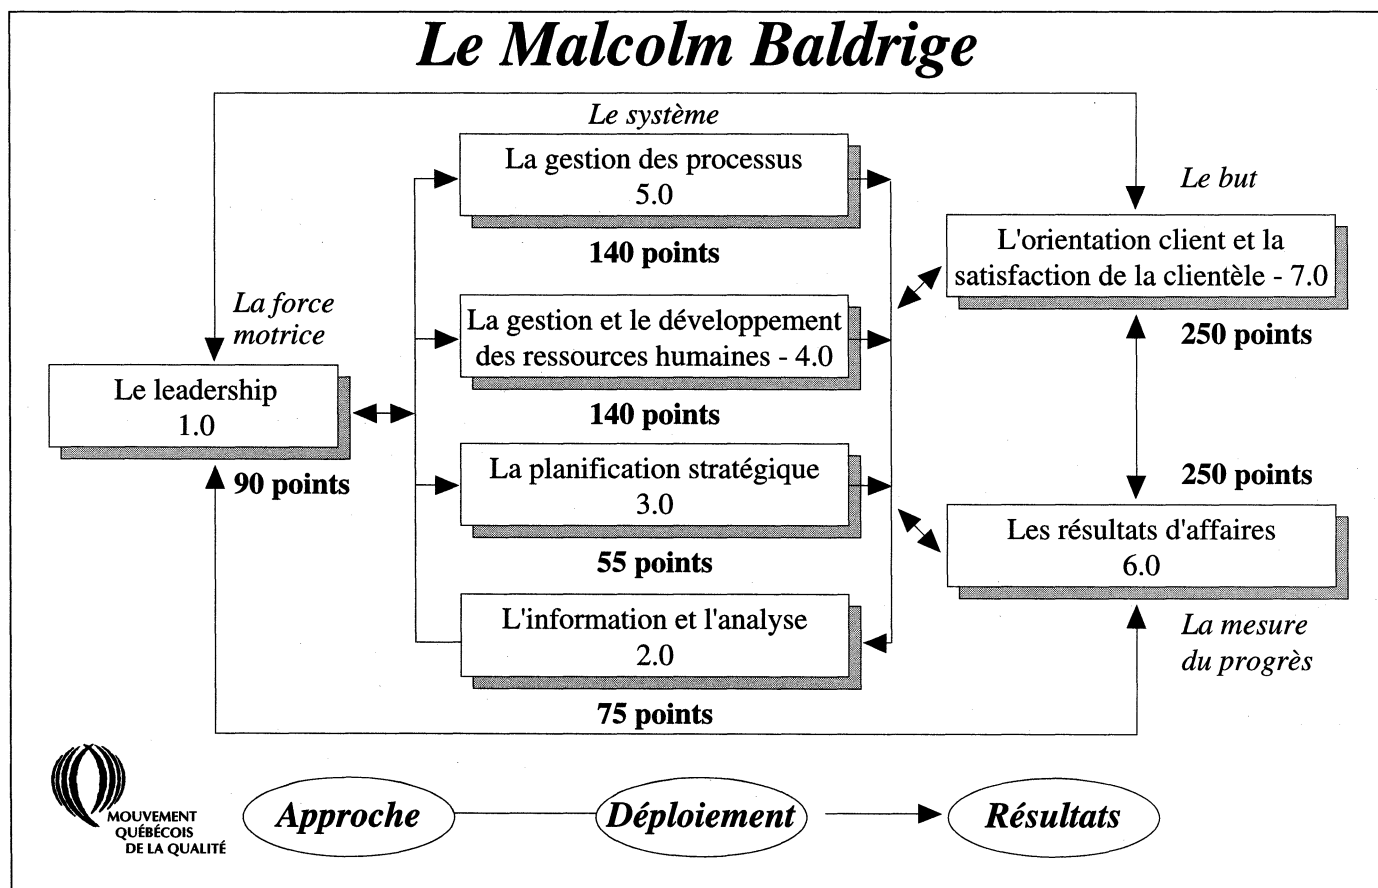 Le Malcolm Baldrige
Le système
La gestion des processus
5.0
140 points
Le but
L'orientation client et la
satisfaction de la clientèle - 7.0
250 points
La force
motrice
La gestion et le développement
des ressources humaines - 4.0
140 points
Le leadership
1.0
90 points
La planification stratégique
3.0
55 points
250 points
Les résultats d'affaires
6.0
La mesure
du progrès
L'information et l'analyse
2.0
75 points
MOUVEMENT
QUÉBÉCOIS
DE LA QUALITÉ
Approche
Déploiement
Résultats